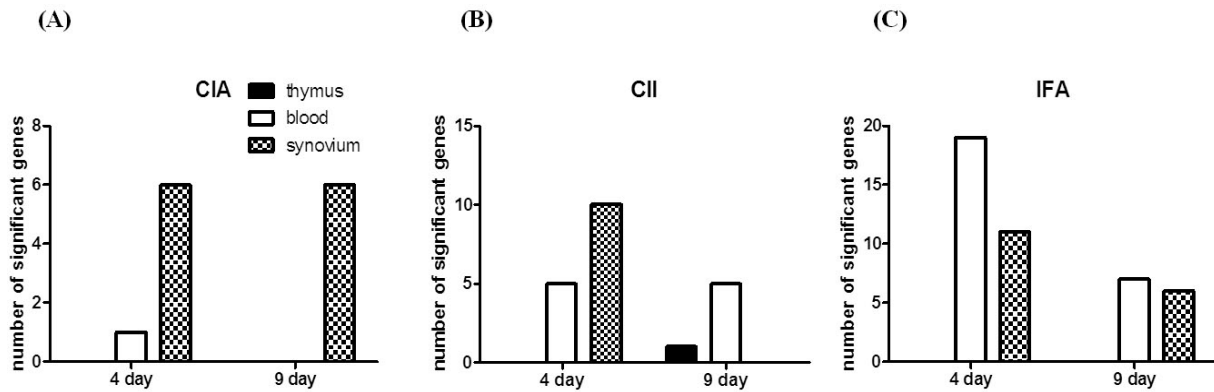 (A)
CIA
thymus
blood
synovium
number of significant genes
8
6
4
2
0
4 day
9 day
(B)
CII
number of significant genes
15
10
5
0
4 day
9 day
(C)
IFA
number of significant genes
20
15
10
5
0
4 day
9 day